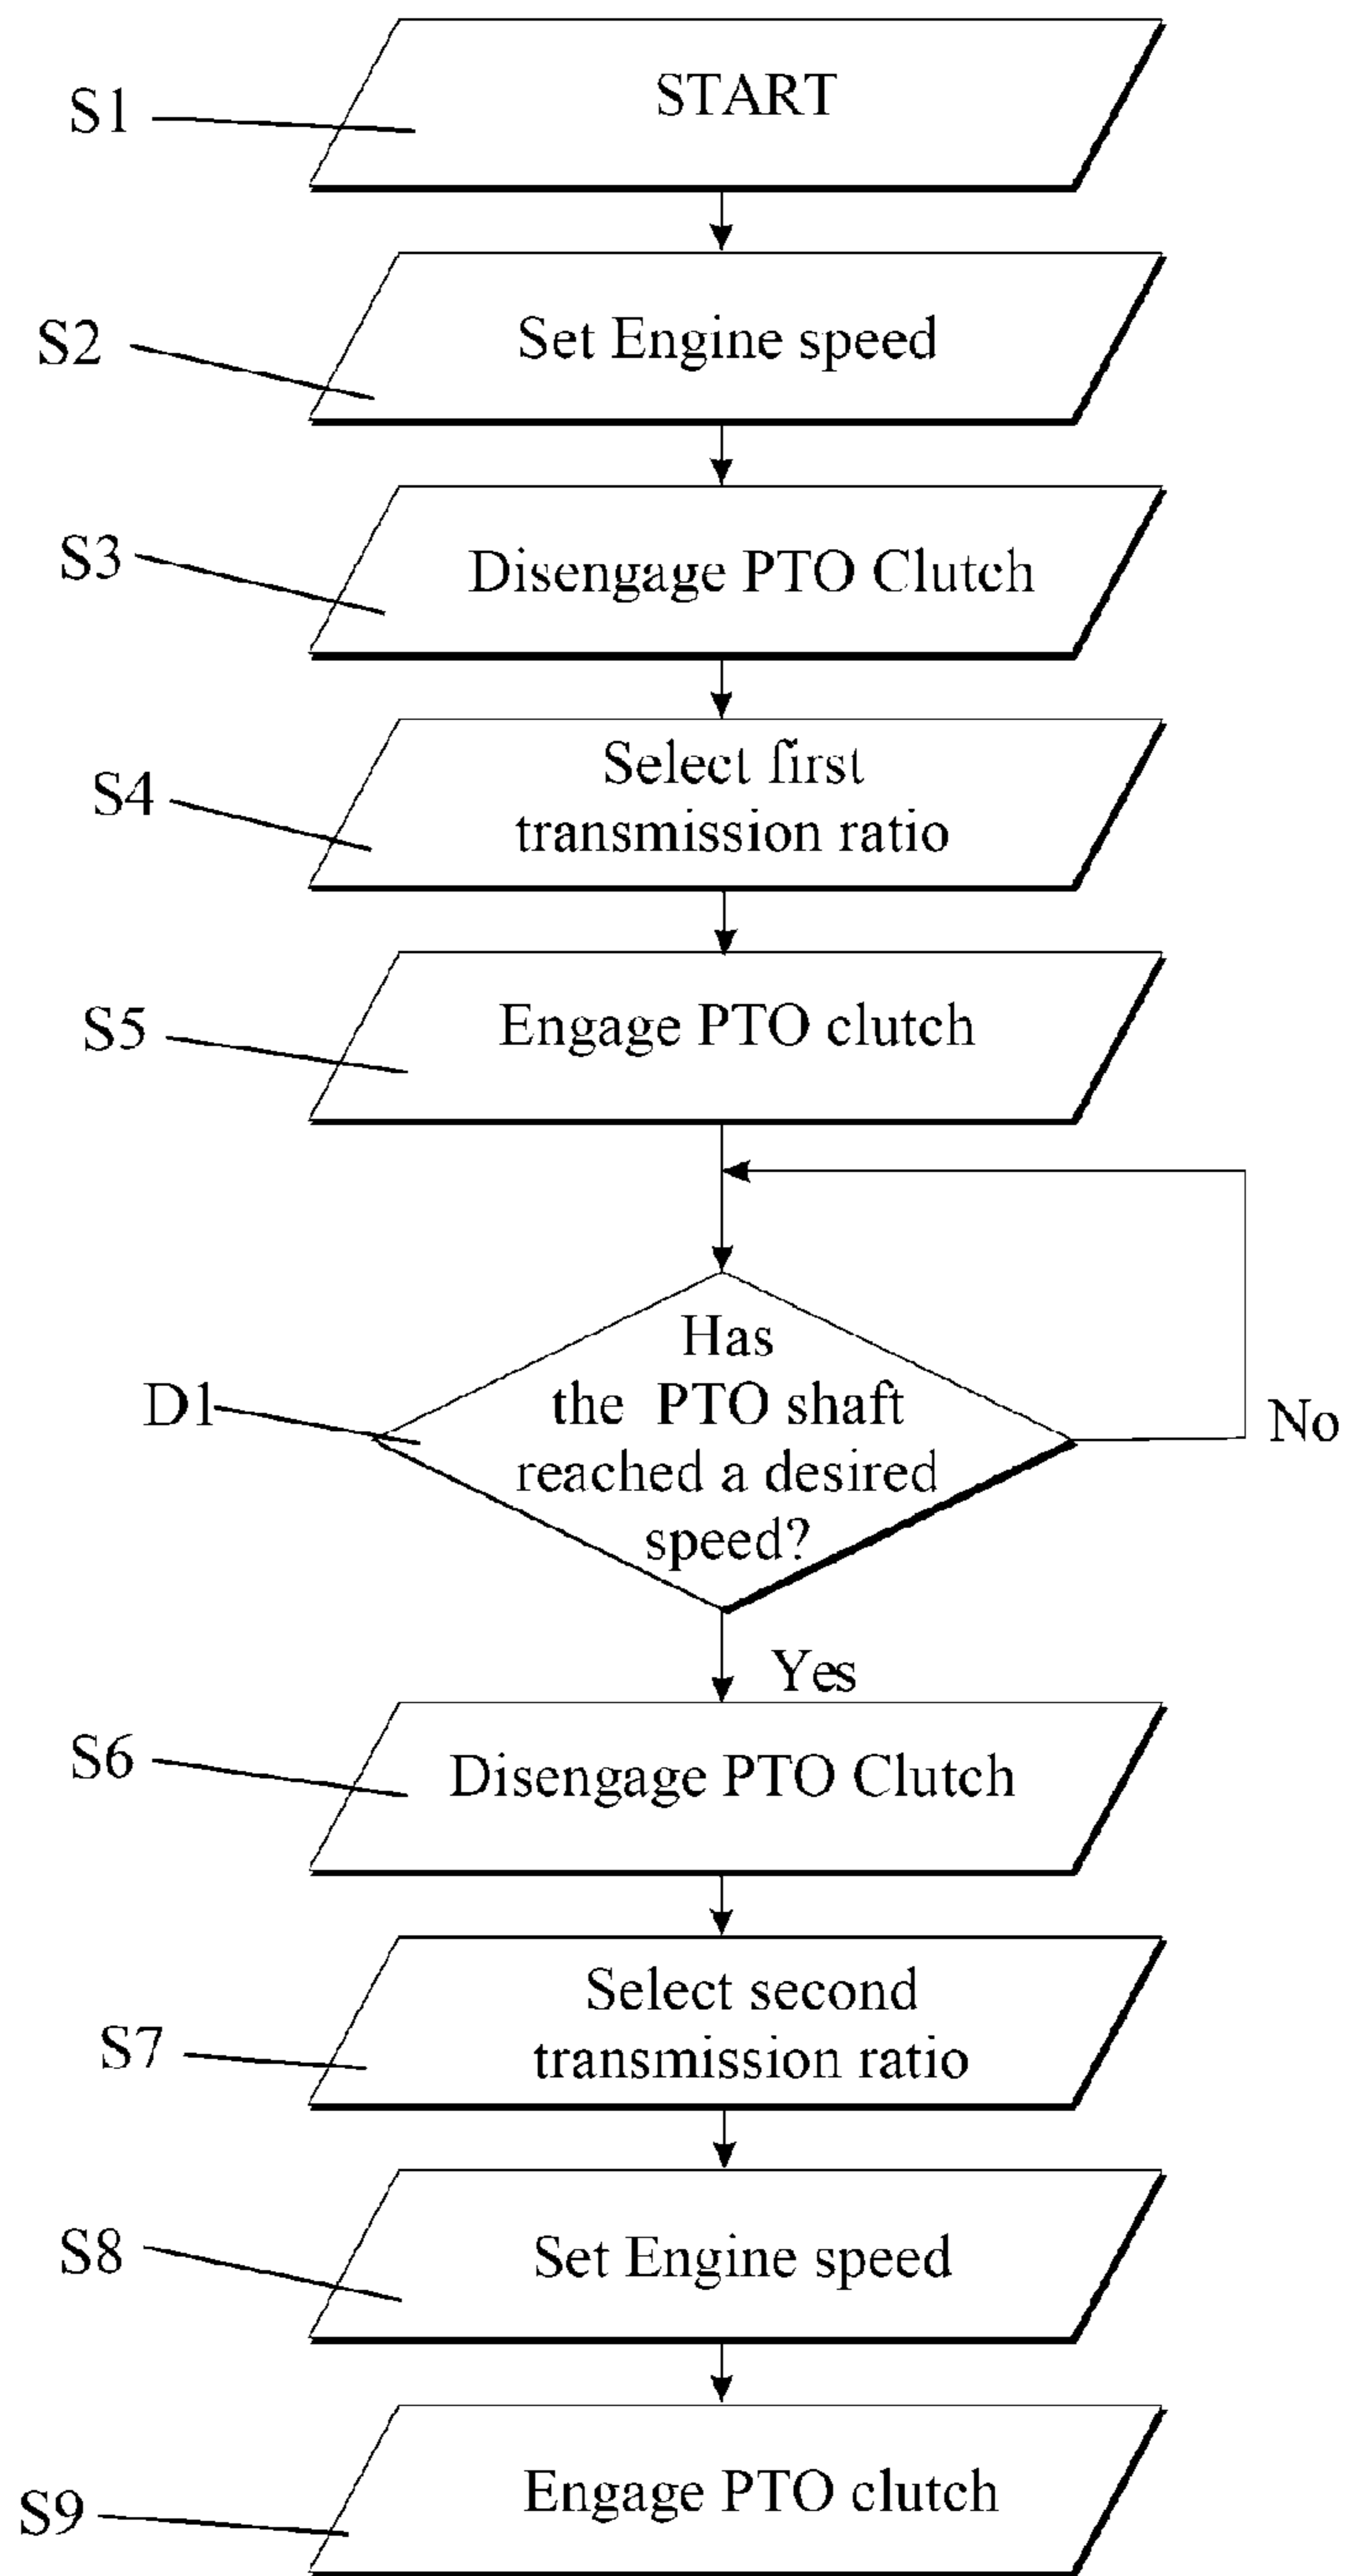 START
S1
Set Engine speed
S2
Disengage PTO Clutch
S3
Select first
transmission ratio
S4
Engage PTO clutch
S5
Has
the PTO shaft
reached a desired
speed?
D1
No
Yes
Disengage PTO Clutch
S6
Select second
transmission ratio
S7
Set Engine speed
S8
Engage PTO clutch
S9